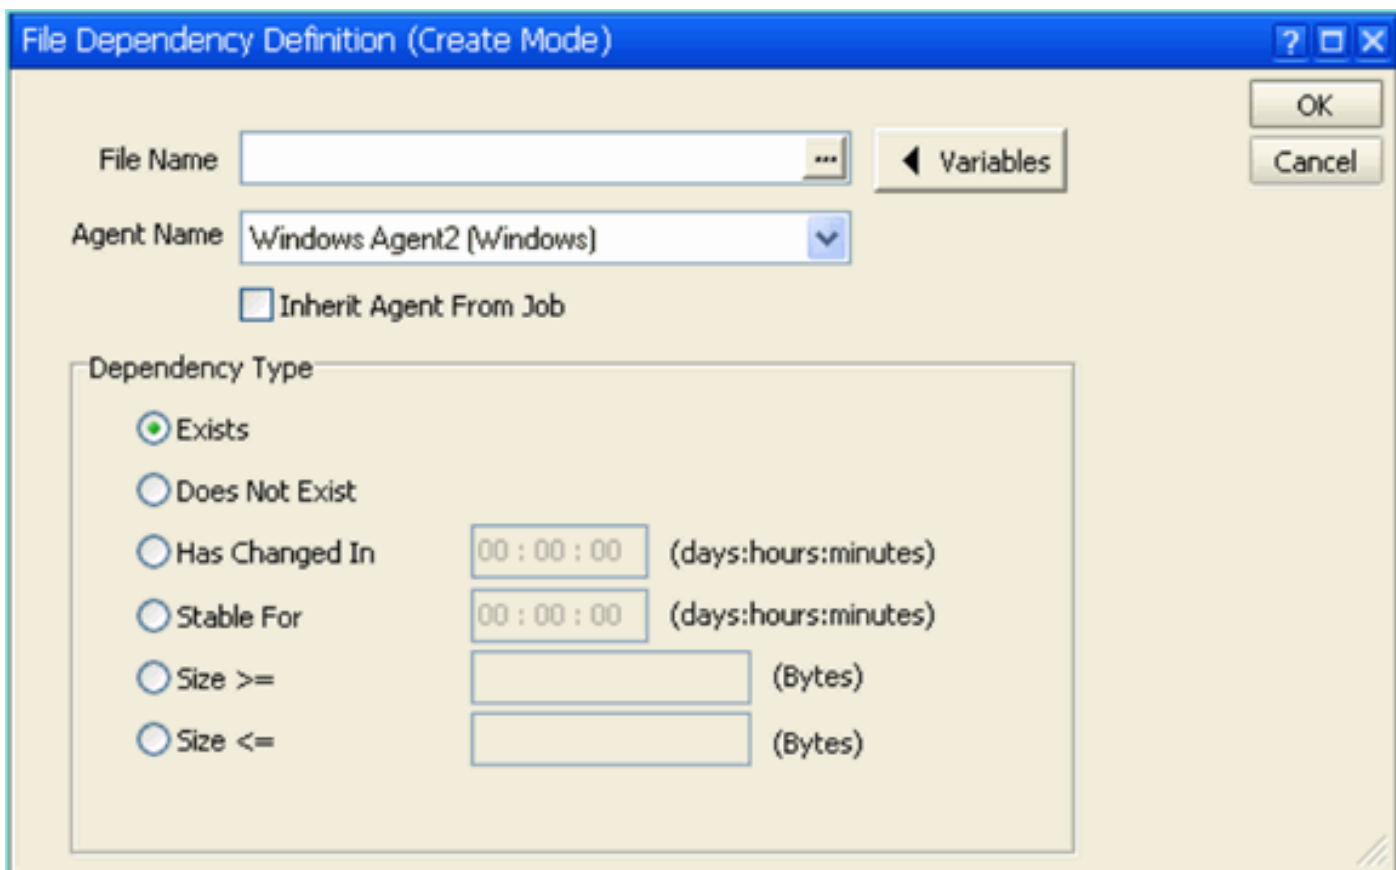 File Dependency Definition (Create Mode)
OK
File Name
...
Variables
Cancel
Agent Name
Windows Agent2 (Windows)
Inherit Agent From Job
Dependency Type
Exists
Does Not Exist
Has Changed In 00 : 00 : 00 (days:hours:minutes)
Stable For 00 : 00 : 00 (days:hours:minutes)
Size >= (Bytes)
Size <= (Bytes)